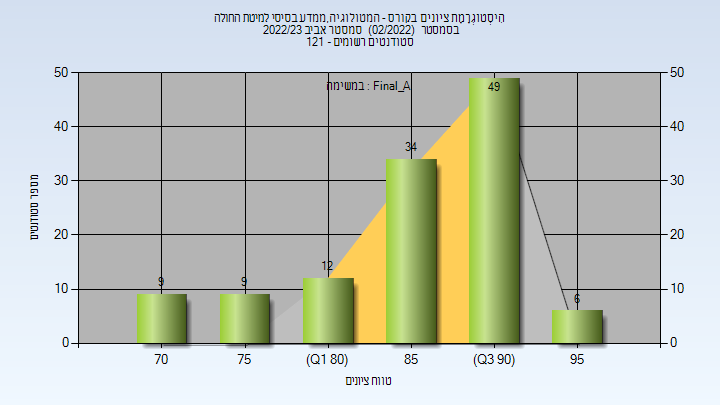 היסטוגרמת ציונים בקורס - המטולוגיה,ממדע בסיסי למיטת החולה
בסמסטר (02/2022) סמסטר אביב 2022/23
סטודנטים רשומים - 121
במשימה : Final_A
50
40
30
20
10
0
50
40
30
20
10
0
9
9
12
34
49
6
70
75
(Q1 80)
85
(Q3 90)
95
מספר סטודנטים
טווח ציונים